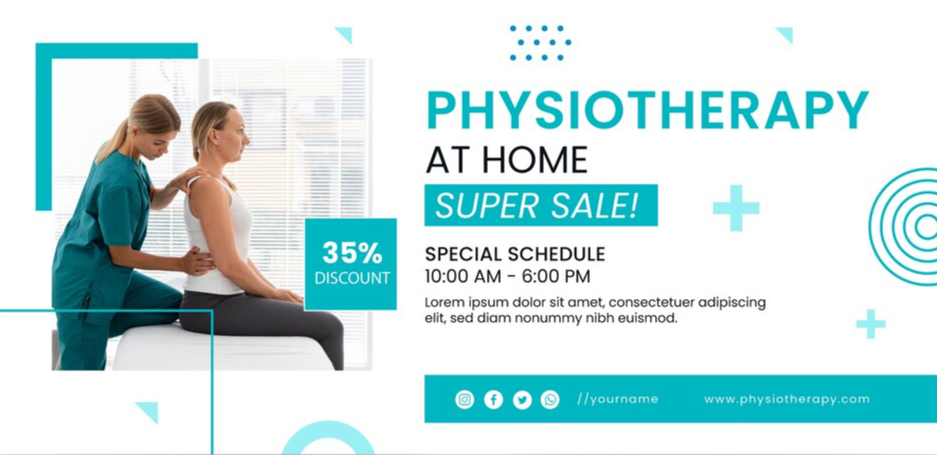 PHYSIOTHERAPY
AT HOME
SUPER SALE!
35%
DISCOUNT
SPECIAL SCHEDULE
10:00 AM - 6:00 PM
Lorem ipsum dolor sit amet, consectetuer adipiscing
elit, sed diam nonummy nibh euismod.
//yourname www.physiotherapy.com